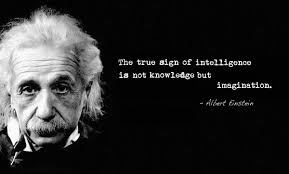 The true sign of intelligence
is not knowledge but
imagination.
~ Albert Einstein